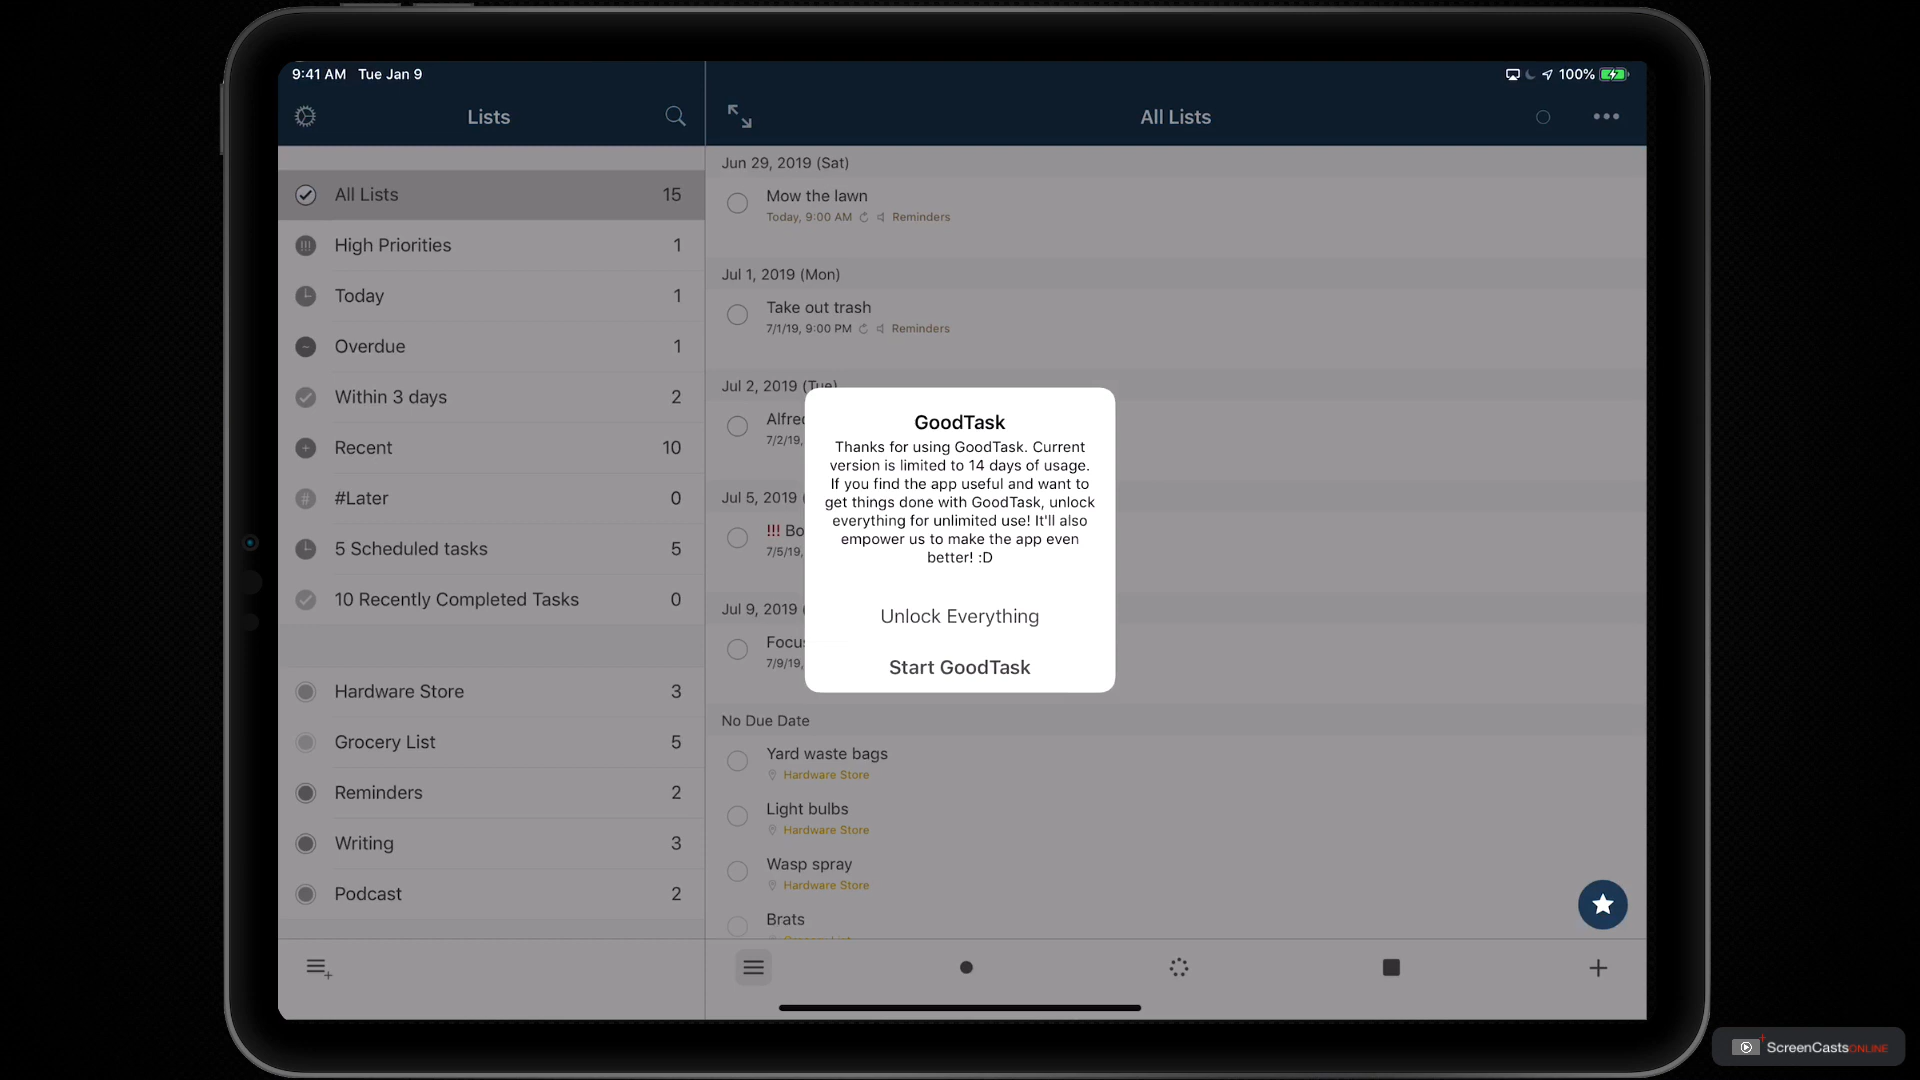 9:41 AM Tue Jan 9
100%
Lists
All Lists
All Lists 15
High Priorities 1
Today 1
Overdue 1
Within 3 days 2
Recent 10
#Later 0
5 Scheduled tasks 5
10 Recently Completed Tasks 0
Hardware Store 3
Grocery List 5
Reminders 2
Writing 3
Podcast 2
Jun 29, 2019 (Sat)
Mow the lawn
Today, 9:00 AM Reminders
Jul 1, 2019 (Mon)
Take out trash
7/1/19, 9:00 PM Reminders
Jul 2, 2019 (Tue)
Alfre
7/2/19,
Jul 5, 2019
!!! Bo
7/5/19,
Jul 9, 2019
Focus
7/9/19,
No Due Date
Yard waste bags
Hardware Store
Light bulbs
Hardware Store
Wasp spray
Hardware Store
Brats
GoodTask
Thanks for using GoodTask. Current
version is limited to 14 days of usage.
If you find the app useful and want to
get things done with GoodTask, unlock
everything for unlimited use! It'll also
empower us to make the app even
better! :D
Unlock Everything
Start GoodTask
ScreenCastsONLINE